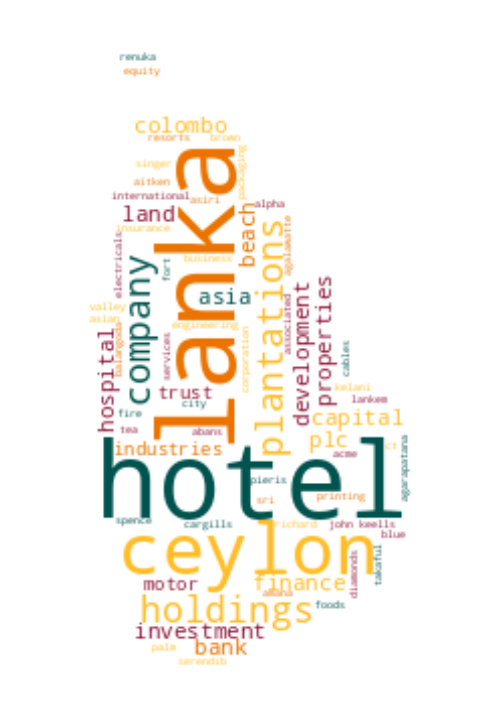 renuka
equity
colombo
resorts brown
singer
packaging
aitken
international asiri
alpha
land
insurance
lanka
beach
plantations
agalawatte
electricals
company
fort
business
asia
valley
asian
balangoda
engineering
corporation
associated
development
properties
hospital
services
trust
cables
kelani
city
lankem
fire
capital
tea
abans
plc
industries
acme
ct
agarapatana
hotel
pieris
sri
printing
spence
cargills
richard
john keells
blue
ceylon
takaful
motor
finance
diamonds
amana
holdings
foods
investment
palm
bank
serendib